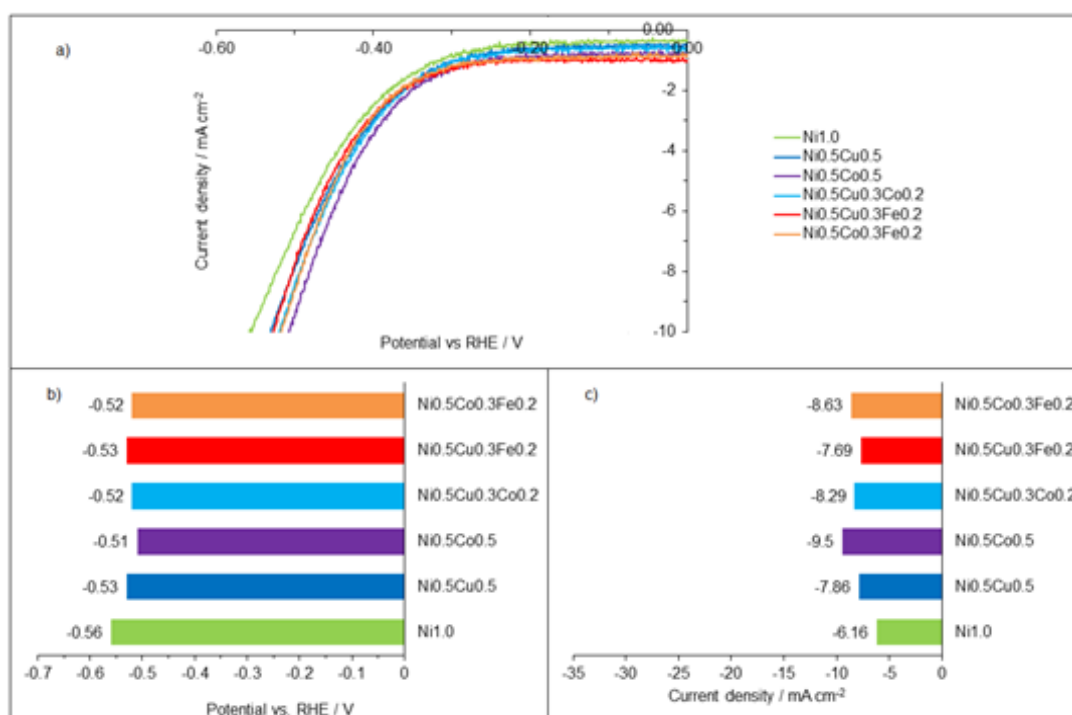 a)
-0.60
-0.40
-0.20
0.00
0.00
-2
-4
-6
-8
-10
Current density / mA cm-2
Potential vs RHE / V
Ni1.0
Ni0.5Cu0.5
Ni0.5Co0.5
Ni0.5Cu0.3Co0.2
Ni0.5Cu0.3Fe0.2
Ni0.5Co0.3Fe0.2
b)
-0.52 Ni0.5Co0.3Fe0.2
-0.53 Ni0.5Cu0.3Fe0.2
-0.52 Ni0.5Cu0.3Co0.2
-0.51 Ni0.5Co0.5
-0.53 Ni0.5Cu0.5
-0.56 Ni1.0
-0.7 -0.6 -0.5 -0.4 -0.3 -0.2 -0.1 0
Potential vs. RHE / V
c)
-8.63 Ni0.5Co0.3Fe0.2
-7.69 Ni0.5Cu0.3Fe0.2
-8.29 Ni0.5Cu0.3Co0.2
-9.5 Ni0.5Co0.5
-7.86 Ni0.5Cu0.5
-6.16 Ni1.0
-35 -30 -25 -20 -15 -10 -5 0
Current density / mA cm-2